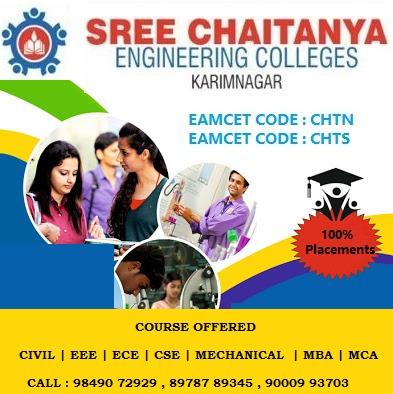 SREE CHAITANYA
ENGINEERING COLLEGES
KARIMNAGAR
EAMCET CODE : CHTN
EAMCET CODE : CHTS
100%
Placements
COURSE OFFERED
CIVIL | EEE | ECE | CSE | MECHANICAL | MBA | MCA
CALL : 98490 72929 , 89787 89345 , 90009 93703